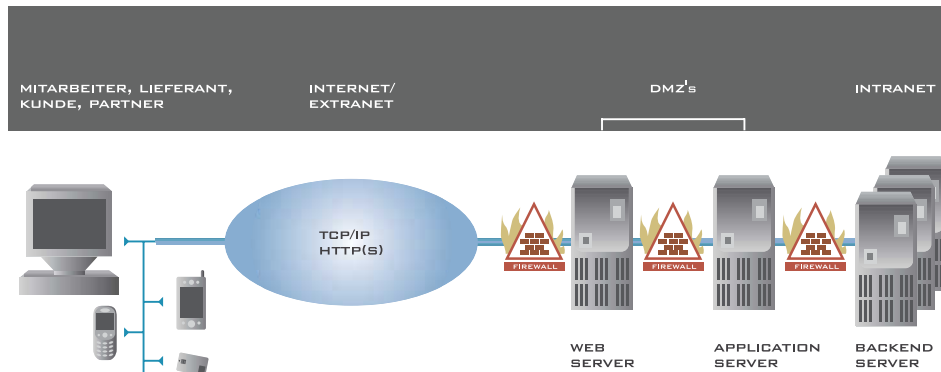 MITARBEITER, LIEFERANT,
KUNDE, PARTNER
INTERNET/
EXTRANET
DMZ's
INTRANET
TCP/IP
HTTP(S)
FIREWALL
FIREWALL
FIREWALL
WEB
SERVER
APPLICATION
SERVER
BACKEND
SERVER